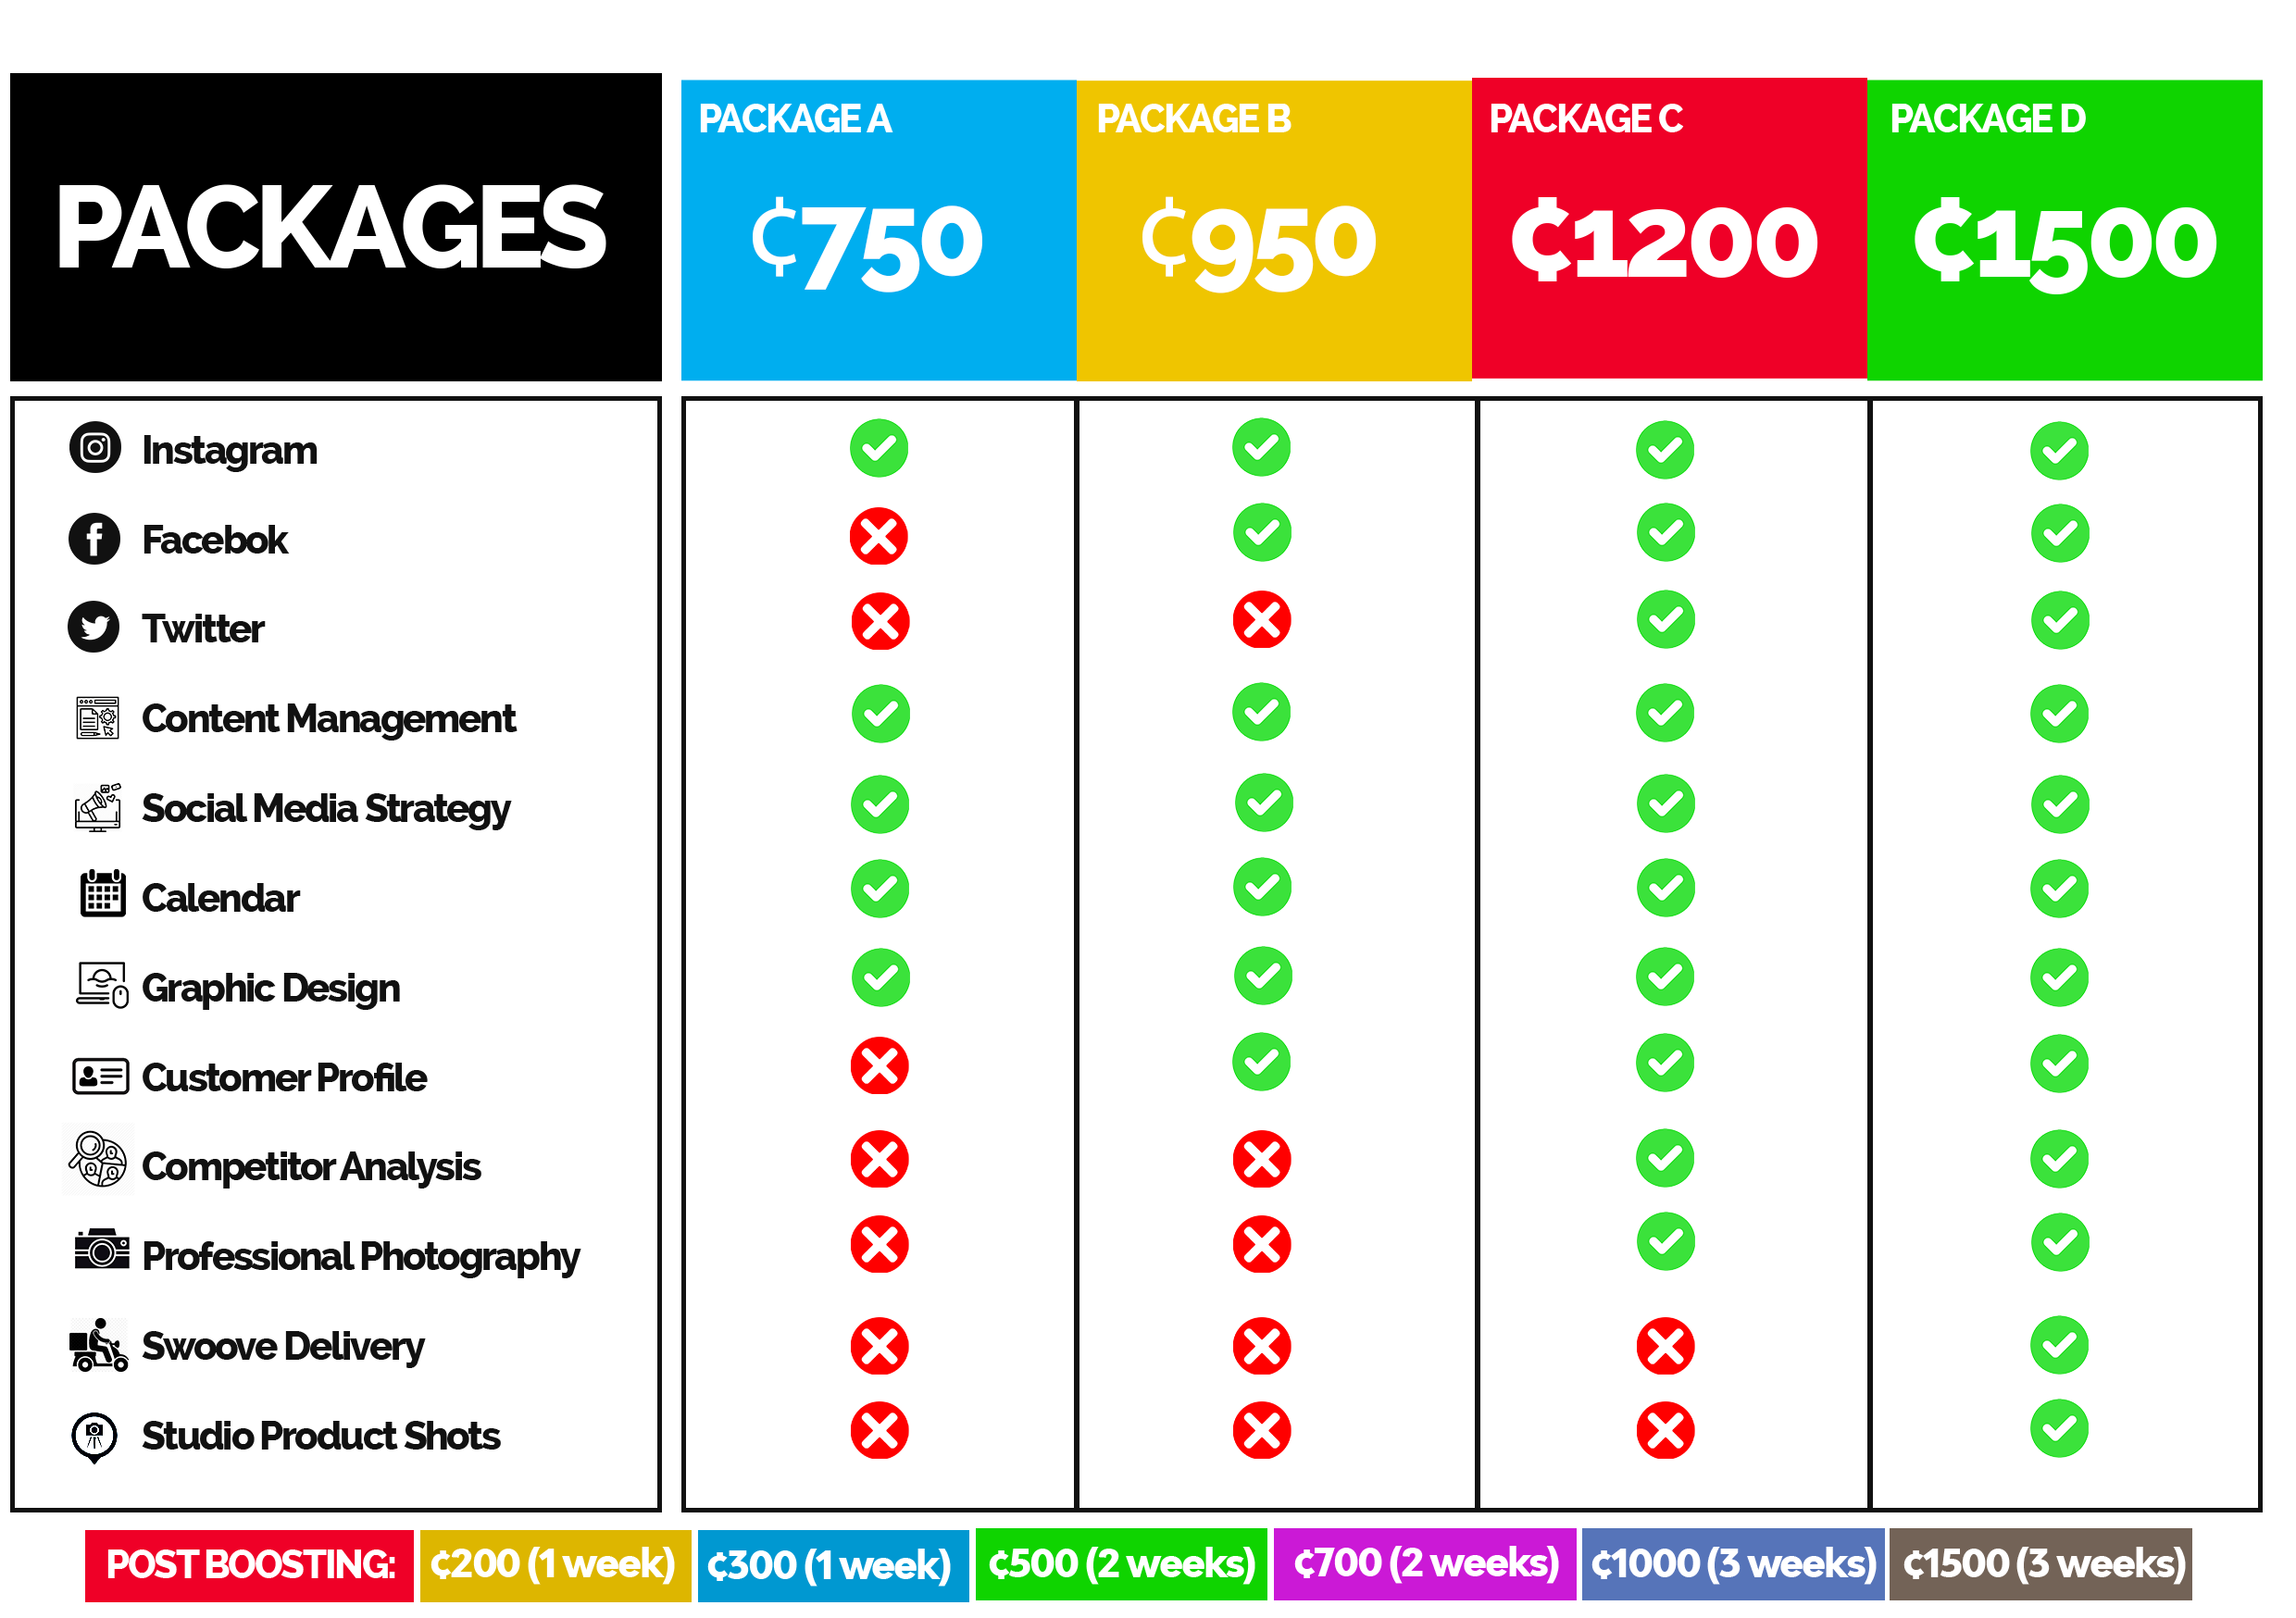 PACKAGES
PACKAGE A
₵750
PACKAGE B
₵950
PACKAGE C
₵1200
PACKAGE D
₵1500
Instagram
Facebok
Twitter
Content Management
Social Media Strategy
Calendar
Graphic Design
Customer Profile
Competitor Analysis
Professional Photography
Swoove Delivery
Studio Product Shots
POST BOOSTING: ₵200 (1 week) ₵300 (1 week) ₵500 (2 weeks) ₵700 (2 weeks) ₵1000 (3 weeks) ₵1500 (3 weeks)